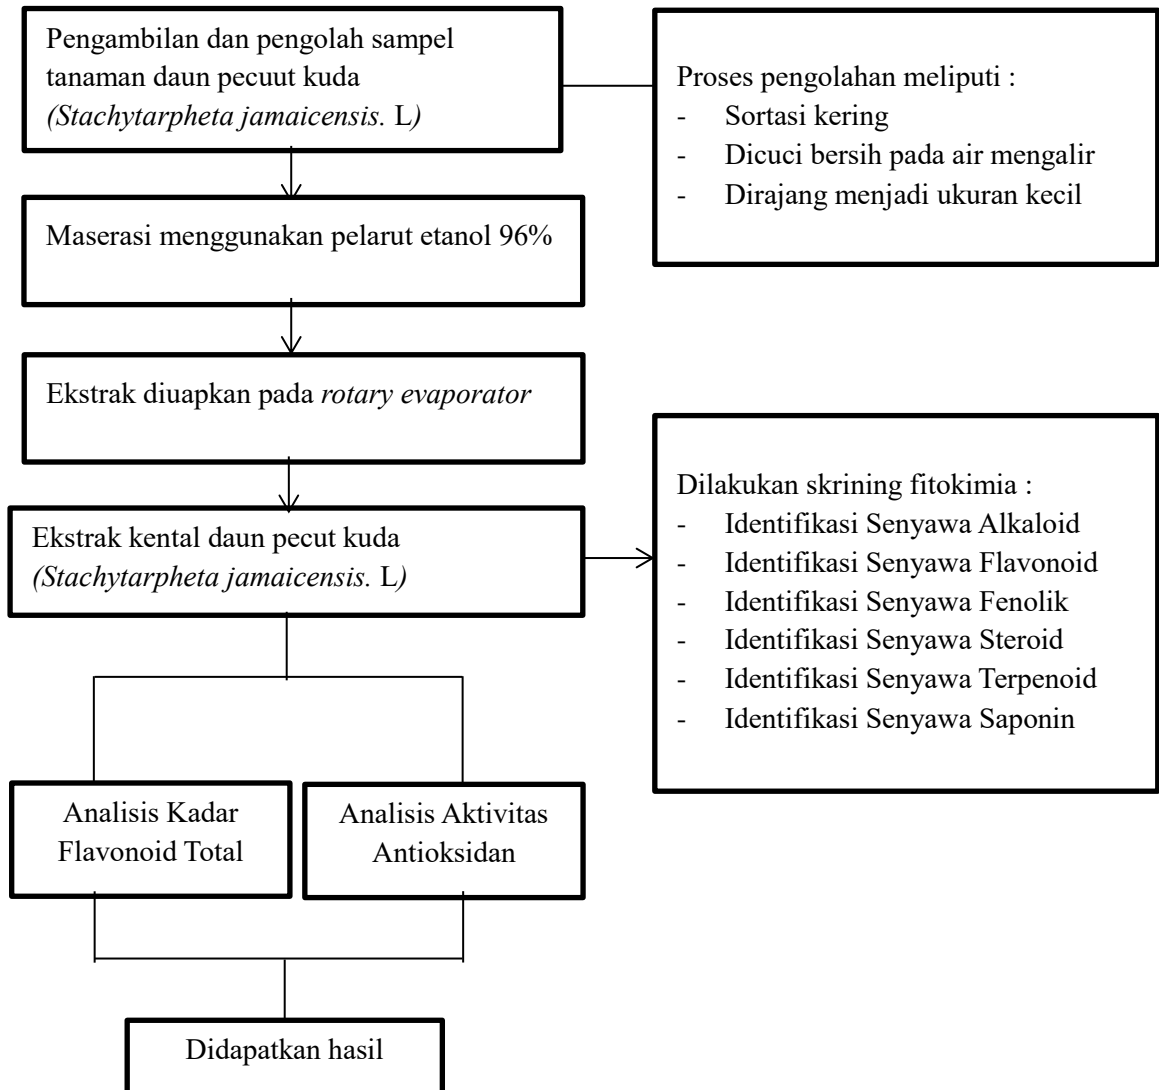 Pengambilan dan pengolah sampel
tanaman daun pecuut kuda
(Stachytarpheta jamaicensis. L)
Proses pengolahan meliputi :
- Sortasi kering
- Dicuci bersih pada air mengalir
- Dirajang menjadi ukuran kecil
Maserasi menggunakan pelarut etanol 96%
Ekstrak diuapkan pada rotary evaporator
Ekstrak kental daun pecut kuda
(Stachytarpheta jamaicensis. L)
Dilakukan skrining fitokimia :
- Identifikasi Senyawa Alkaloid
- Identifikasi Senyawa Flavonoid
- Identifikasi Senyawa Fenolik
- Identifikasi Senyawa Steroid
- Identifikasi Senyawa Terpenoid
- Identifikasi Senyawa Saponin
Analisis Kadar
Flavonoid Total
Analisis Aktivitas
Antioksidan
Didapatkan hasil